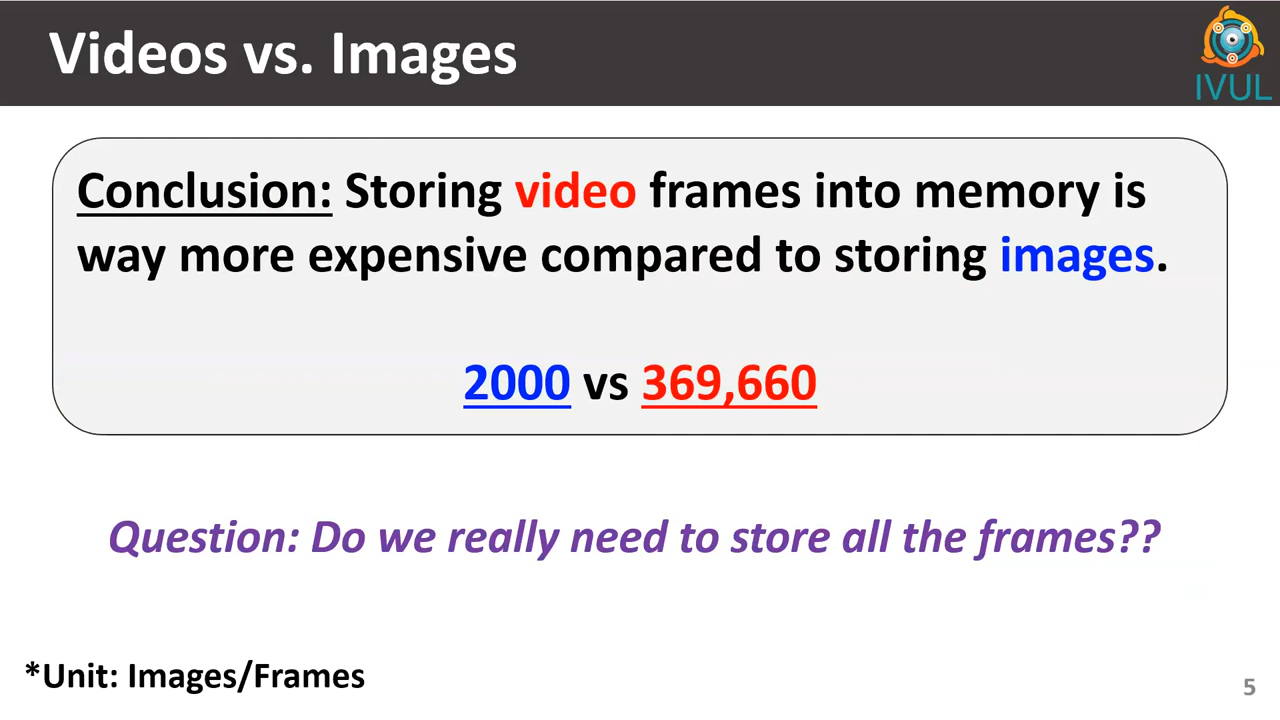 Videos vs. Images
IVUL
Conclusion: Storing video frames into memory is
way more expensive compared to storing images.
2000 vs 369,660
Question: Do we really need to store all the frames??
*Unit: Images/Frames
5